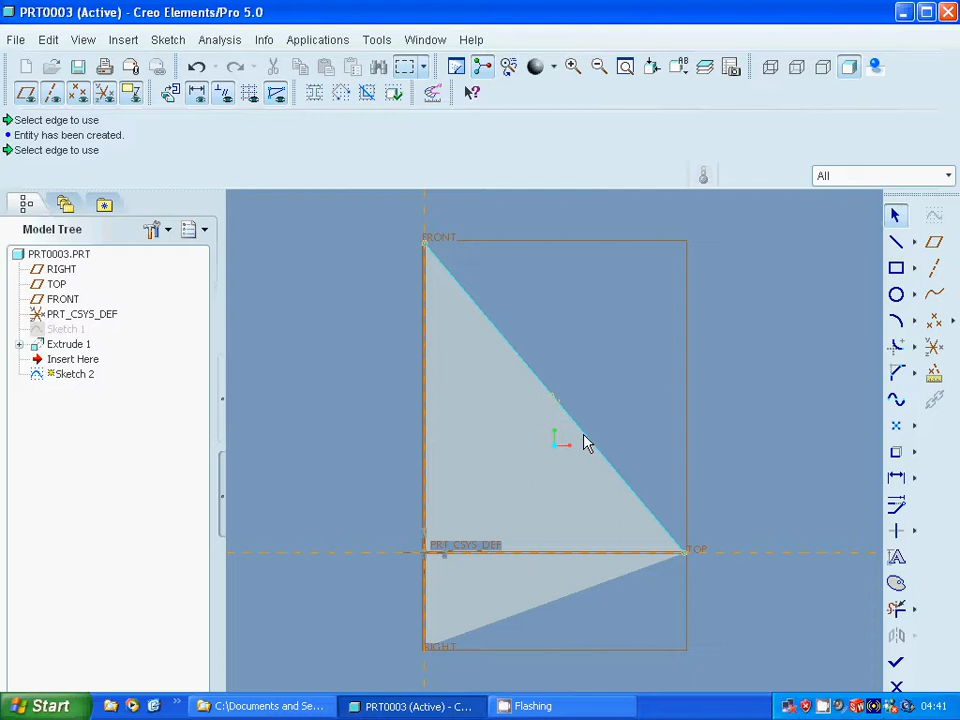 PRT0003 (Active) - Creo Elements/Pro 5.0
File Edit View Insert Sketch Analysis Info Applications Tools Window Help
Select edge to use
Entity has been created.
Select edge to use
All
Model Tree
PRT0003.PRT
RIGHT
TOP
FRONT
PRT_CSYS_DEF
Sketch 1
Extrude 1
Insert Here
Sketch 2
FRONT
PRT_CSYS_DEF
TOP
RIGHT
Start
C:\Documents and Se...
PRT0003 (Active) - C...
Flashing
04:41